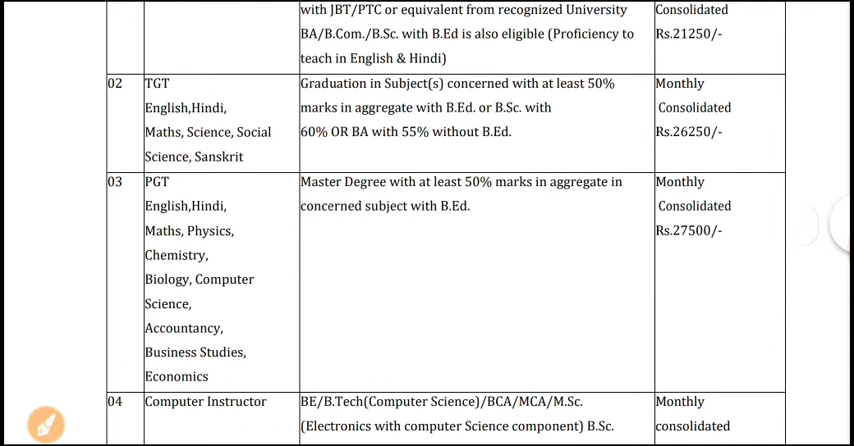 with JBT/PTC or equivalent from recognized University
BA/B.Com./B.Sc. with B.Ed is also eligible (Proficiency to
teach in English & Hindi)
Consolidated
Rs.21250/-
02
TGT
English,Hindi,
Maths, Science, Social
Science, Sanskrit
Graduation in Subject(s) concerned with at least 50%
marks in aggregate with B.Ed. or B.Sc. with
60% OR BA with 55% without B.Ed.
Monthly
Consolidated
Rs.26250/-
03
PGT
English,Hindi,
Maths, Physics,
Chemistry,
Biology, Computer
Science,
Accountancy,
Business Studies,
Economics
Master Degree with at least 50% marks in aggregate in
concerned subject with B.Ed.
Monthly
Consolidated
Rs.27500/-
04
Computer Instructor
BE/B.Tech(Computer Science)/BCA/MCA/M.Sc.
(Electronics with computer Science component) B.Sc.
Monthly
consolidated